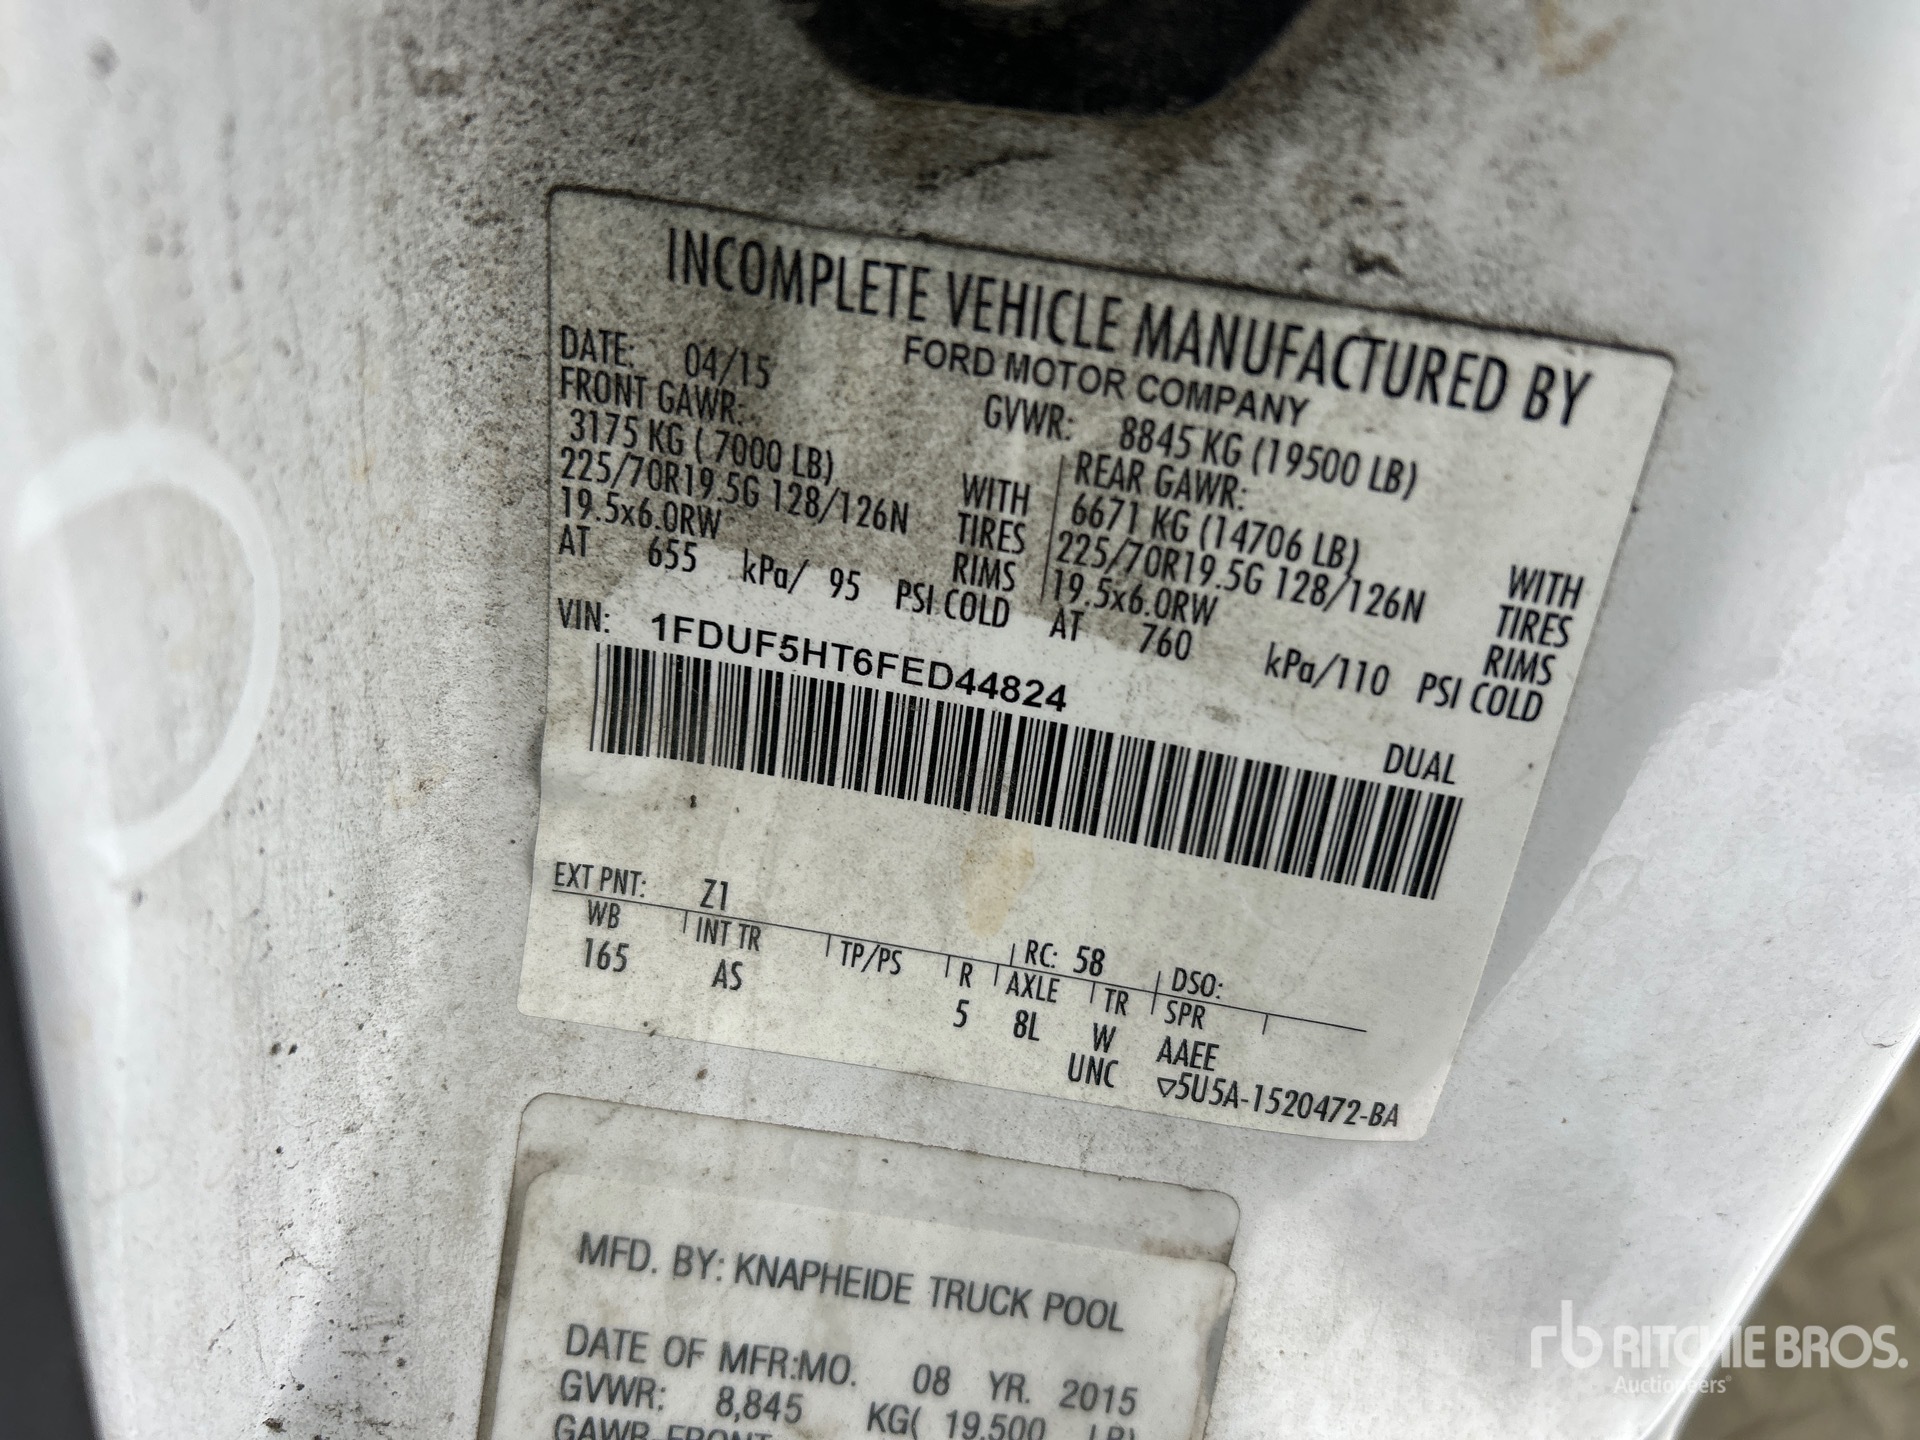 INCOMPLETE VEHICLE MANUFACTURED BY
FORD MOTOR COMPANY
DATE: 04/15
GVWR: 8845 KG (19500 LB)
FRONT GAWR:
3175 KG ( 7000 LB) WITH
225/70R19.5G 128/126N TIRES
19.5x6.0RW RIMS
AT 655 kPa/ 95 PSI COLD
REAR GAWR:
6671 KG (14706 LB) WITH
225/70R19.5G 128/126N TIRES
19.5x6.0RW RIMS
AT 760 kPa/110 PSI COLD
VIN: 1FDUF5HT6FED44824
DUAL
EXT PNT: Z1 RC: 58 DSO:
WB INT TR TP/PS R AXLE TR SPR
165 AS 5 8L W AAEE
UNC ▽5U5A-1520472-BA
MFD. BY: KNAPHEIDE TRUCK POOL
DATE OF MFR:MO. 08 YR. 2015
GVWR: 8,845 KG( 19,500 LB)
GAWR-FRONT
D
rb RITCHIE BROS.
Auctioneers